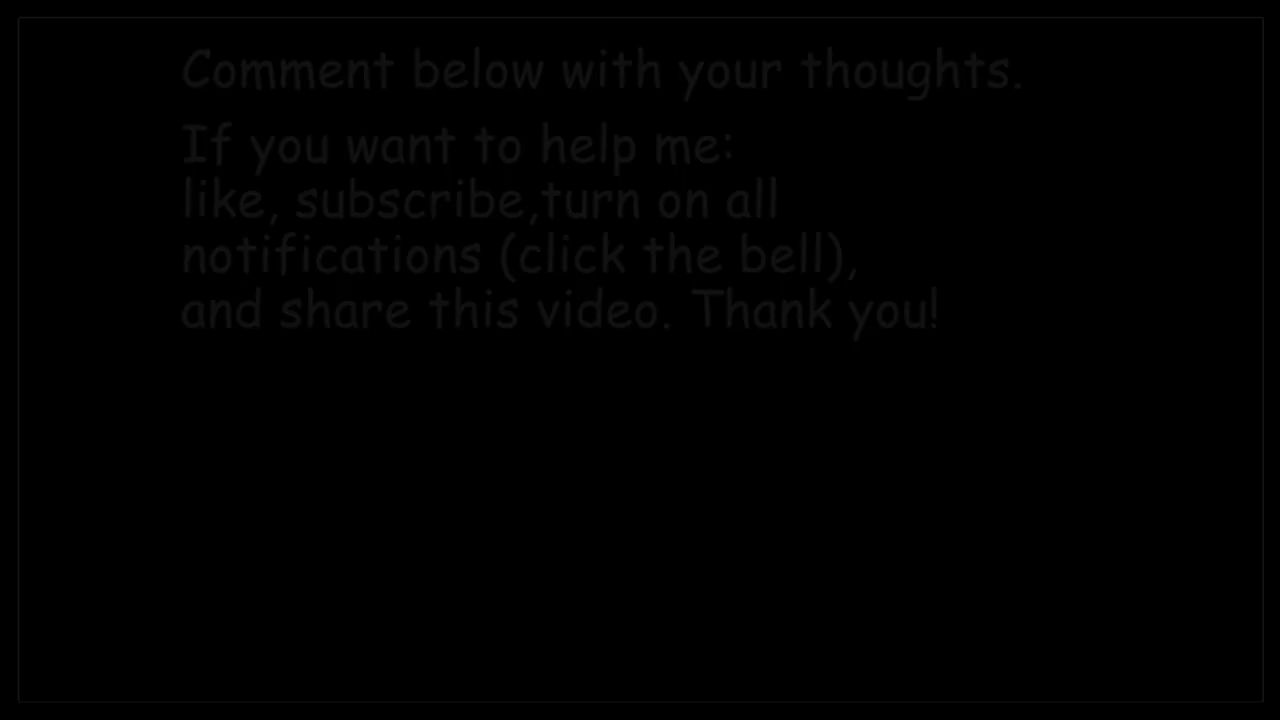 Comment below with your thoughts.
If you want to help me:
like, subscribe,turn on all
notifications (click the bell),
and share this video. Thank you!